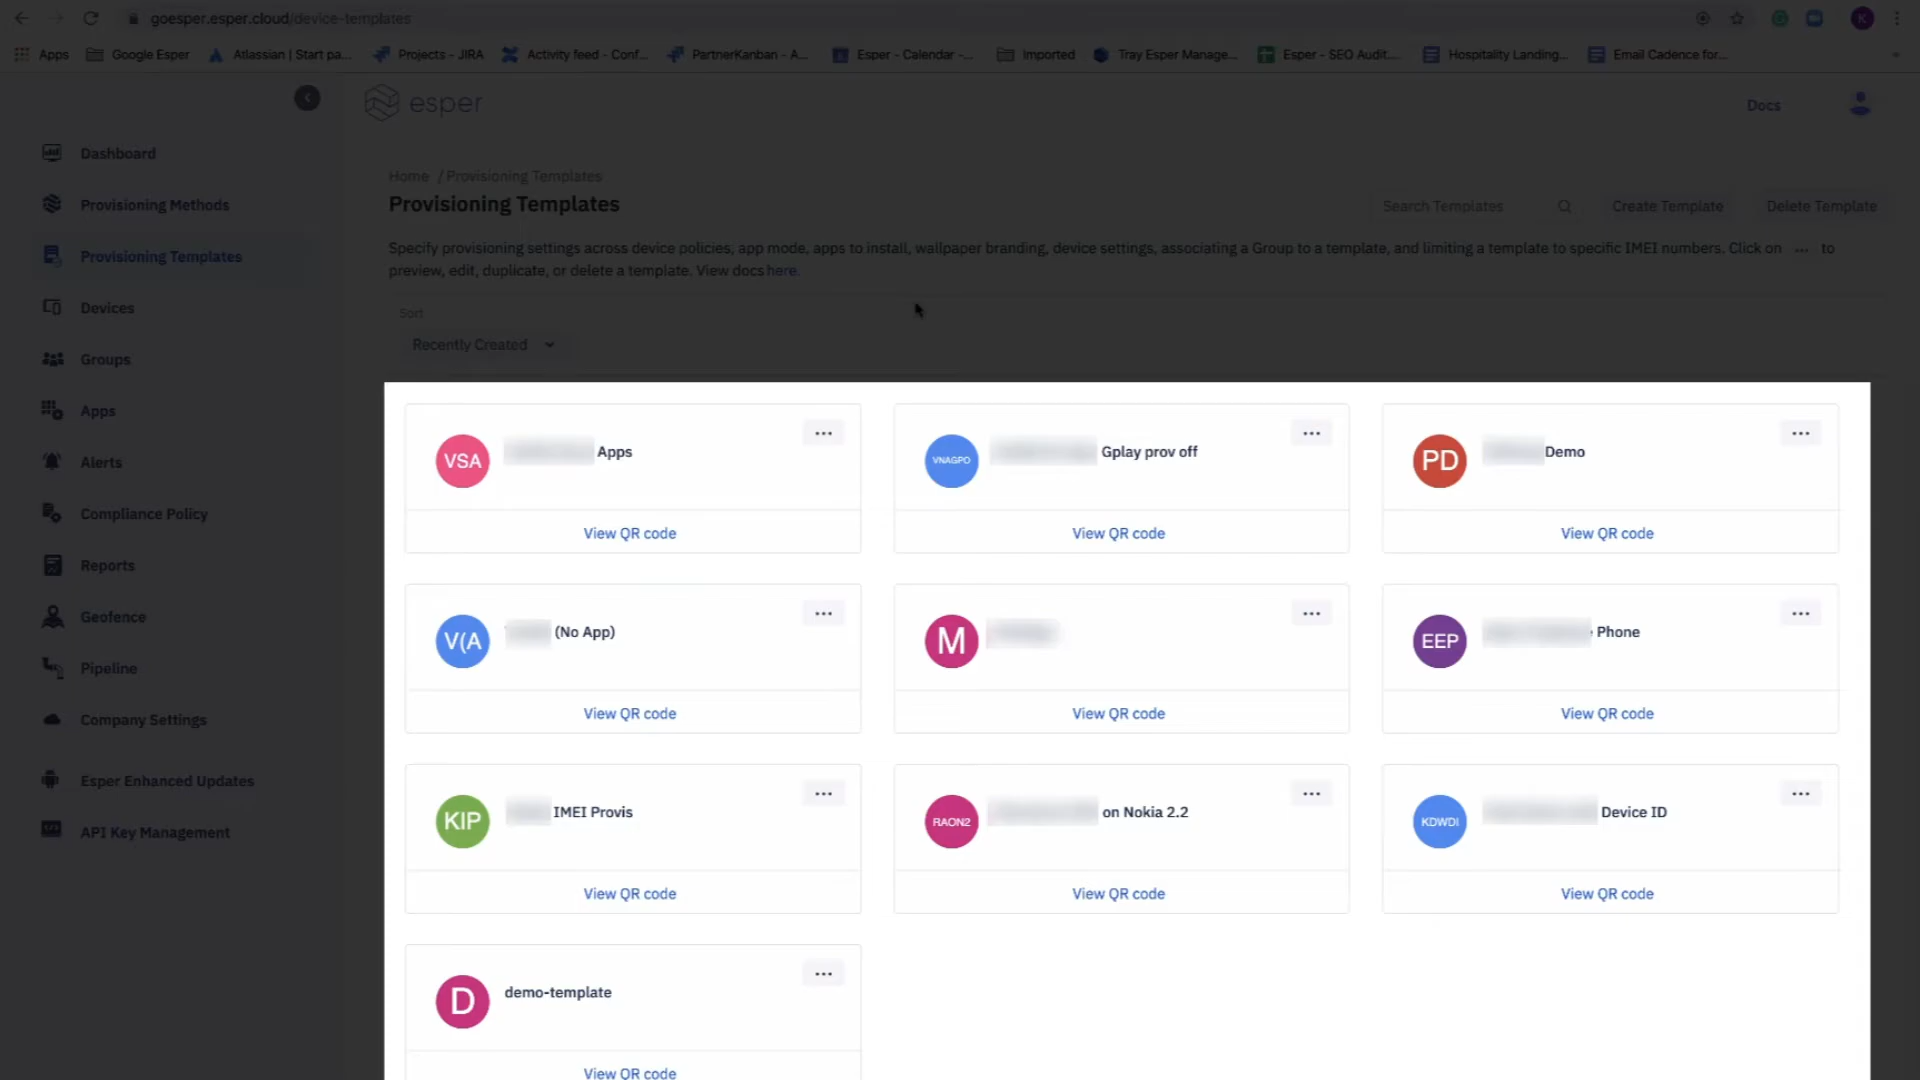 goesper.esper.cloud/device-templates
K
Apps
Google Esper
Atlassian | Start pa...
Projects - JIRA
Activity feed - Conf...
PartnerKanban - A...
Esper - Calendar -...
Imported
Tray Esper Manage...
Esper - SEO Audit...
Hospitality Landing...
Email Cadence for...
esper
Docs
Dashboard
Provisioning Methods
Provisioning Templates
Devices
Groups
Apps
Alerts
Compliance Policy
Reports
Geofence
Pipeline
Company Settings
Esper Enhanced Updates
API Key Management
Home / Provisioning Templates
Provisioning Templates
Search Templates
Create Template
Delete Template
Specify provisioning settings across device policies, app mode, apps to install, wallpaper branding, device settings, associating a Group to a template, and limiting a template to specific IMEI numbers. Click on ... to
preview, edit, duplicate, or delete a template. View docs here.
Sort
Recently Created
VSA
Apps
...
View QR code
VNAGPO
Gplay prov off
...
View QR code
PD
Demo
...
View QR code
V(A
(No App)
...
View QR code
M
...
View QR code
EEP
Phone
...
View QR code
KIP
IMEI Provis
...
View QR code
RAON2
on Nokia 2.2
...
View QR code
KDWDI
Device ID
...
View QR code
D
demo-template
...
View QR code